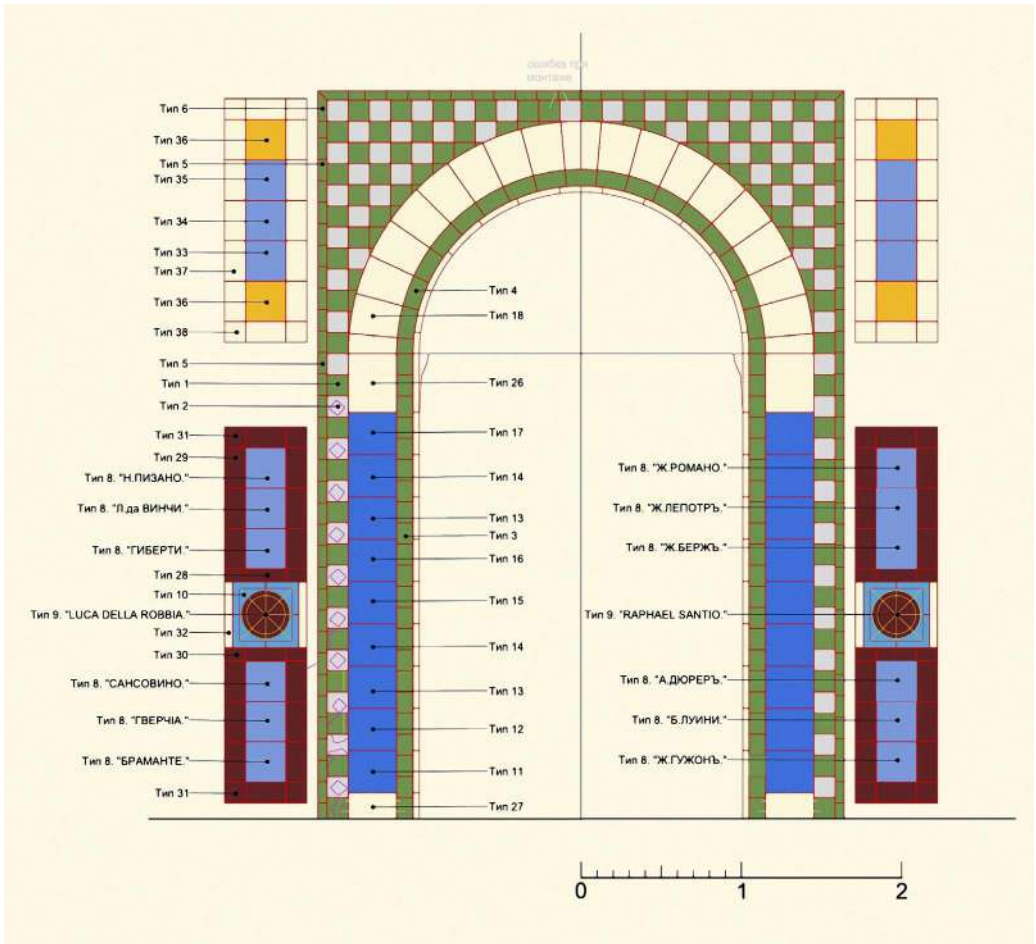 ошибка при
монтаже
Тип 6
Тип 36
Тип 5
Тип 35
Тип 34
Тип 33
Тип 37
Тип 36
Тип 38
Тип 5
Тип 1
Тип 2
Тип 31
Тип 29
Тип 8. "Н.ПИЗАНО."
Тип 8. "Л.да ВИНЧИ."
Тип 8. "ГИБЕРТИ."
Тип 28
Тип 10
Тип 9. "LUCA DELLA ROBBIA."
Тип 32
Тип 30
Тип 8. "САНСОВИНО."
Тип 8. "ГВЕРЧIА."
Тип 8. "БРАМАНТЕ."
Тип 31
Тип 4
Тип 18
Тип 26
Тип 17
Тип 14
Тип 13
Тип 3
Тип 16
Тип 15
Тип 14
Тип 13
Тип 12
Тип 11
Тип 27
Тип 8. "Ж.РОМАНО."
Тип 8. "Ж.ЛЕПОТРЪ."
Тип 8. "Ж.БЕРЖЪ."
Тип 9. "RAPHAEL SANTIO."
Тип 8. "А.ДЮРЕРЪ."
Тип 8. "Б.ЛУИНИ."
Тип 8. "Ж.ГУЖОНЪ."
0 1 2